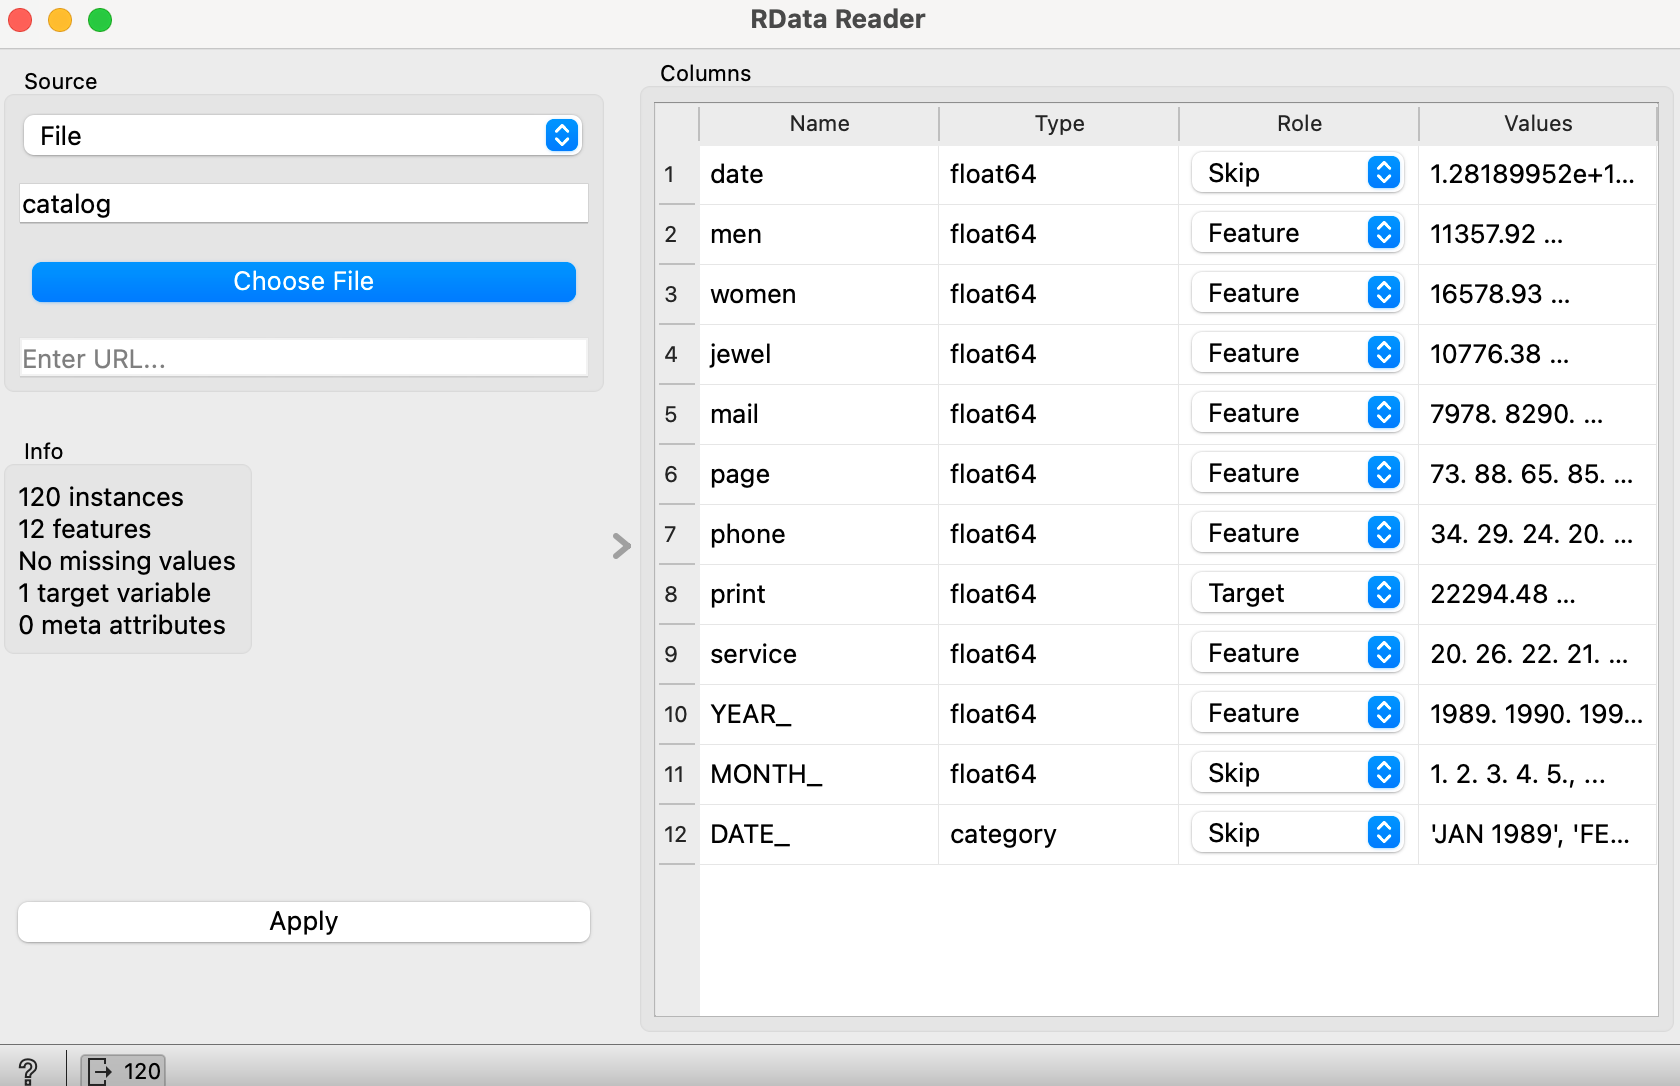 RData Reader
Source
File
catalog
Choose File
Enter URL...
Info
120 instances
12 features
No missing values
1 target variable
0 meta attributes
Apply
Columns
Name Type Role Values
1 date float64 Skip 1.28189952e+1...
2 men float64 Feature 11357.92 ...
3 women float64 Feature 16578.93 ...
4 jewel float64 Feature 10776.38 ...
5 mail float64 Feature 7978. 8290. ...
6 page float64 Feature 73. 88. 65. 85. ...
7 phone float64 Feature 34. 29. 24. 20. ...
8 print float64 Target 22294.48 ...
9 service float64 Feature 20. 26. 22. 21. ...
10 YEAR_ float64 Feature 1989. 1990. 199...
11 MONTH_ float64 Skip 1. 2. 3. 4. 5., ...
12 DATE_ category Skip 'JAN 1989', 'FE...
? 120